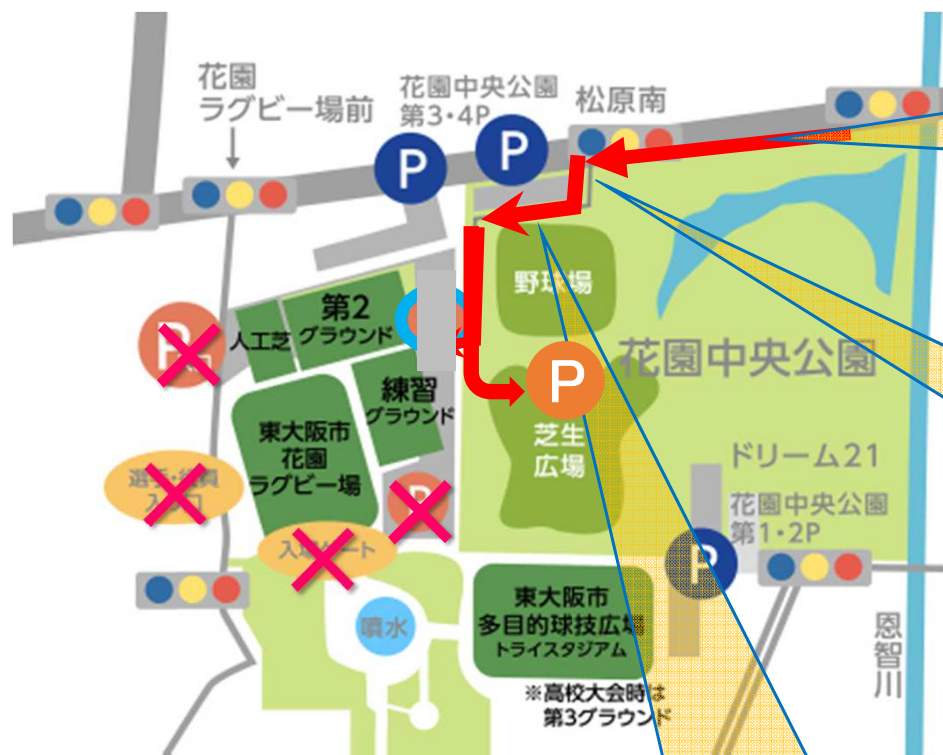 花園
ラグビー場前
花園中央公園
第3・4P
松原南
P
P
人工芝
第2
グラウンド
野球場
P
花園中央公園
練習
グラウンド
東大阪市
花園
ラグビー場
P
芝生
広場
ドリーム21
花園中央公園
第1・2P
P
P
噴水
東大阪市
多目的球技広場
トライスタジアム
恩智川
※高校大会時は
第3グラウンド